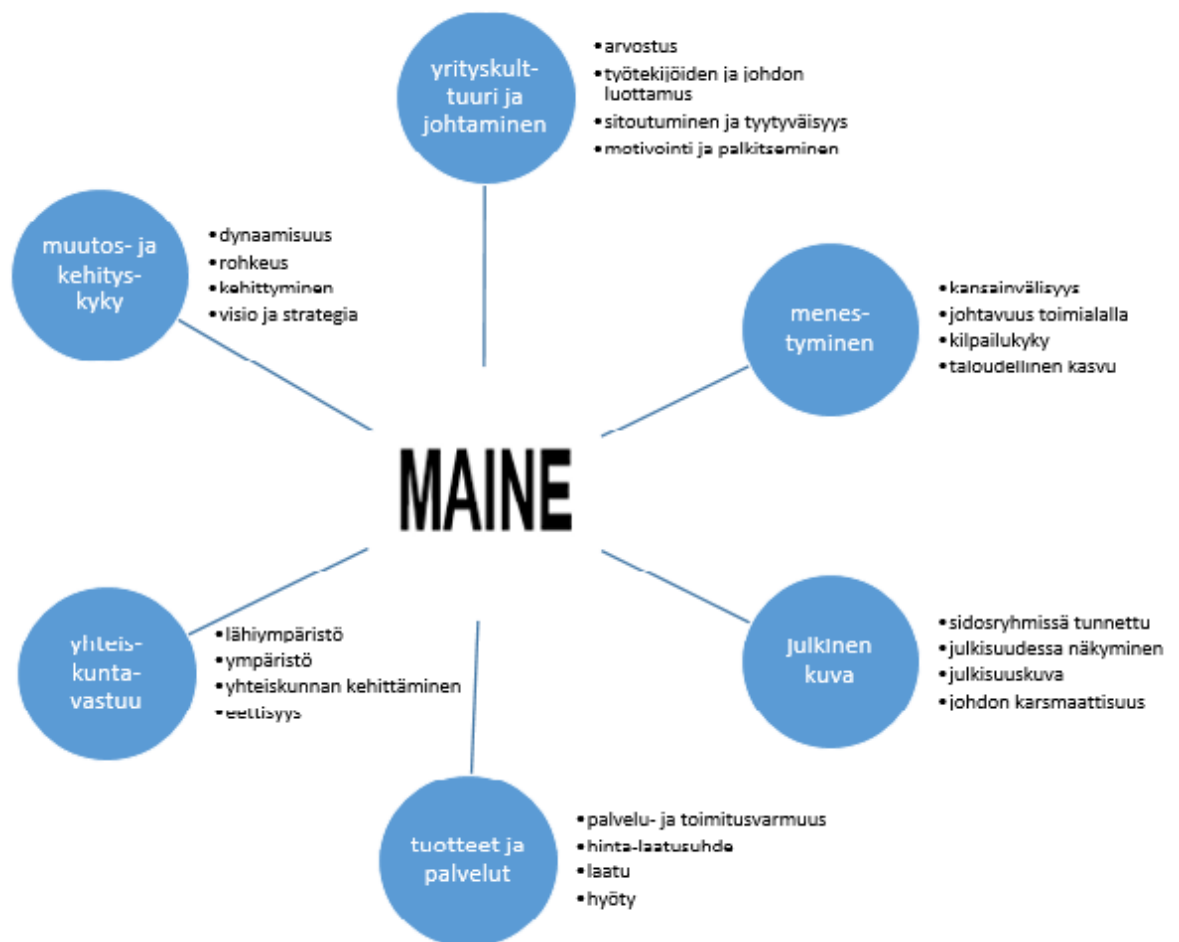 yrityskult-
tuuri ja
johtaminen
•arvostus
•työtekijöiden ja johdon
luottamus
•sitoutuminen ja tyytyväisyys
•motivointi ja palkitseminen
muutos- ja
kehitys-
kyky
•dynaamisuus
•rohkeus
•kehittyminen
•visio ja strategia
menes-
tyminen
•kansainvälisyys
•johtavuus toimialalla
•kilpailukyky
•taloudellinen kasvu
MAINE
yhteis-
kunta-
vastuu
•lähiympäristö
•ympäristö
•yhteiskunnan kehittäminen
•eettisyys
julkinen
kuva
•sidosryhmissä tunnettu
•julkisuudessa näkyminen
•julkisuuskuva
•johdon karsmaattisuus
tuotteet ja
palvelut
•palvelu- ja toimitusvarmuus
•hinta-laatusuhde
•laatu
•hyöty